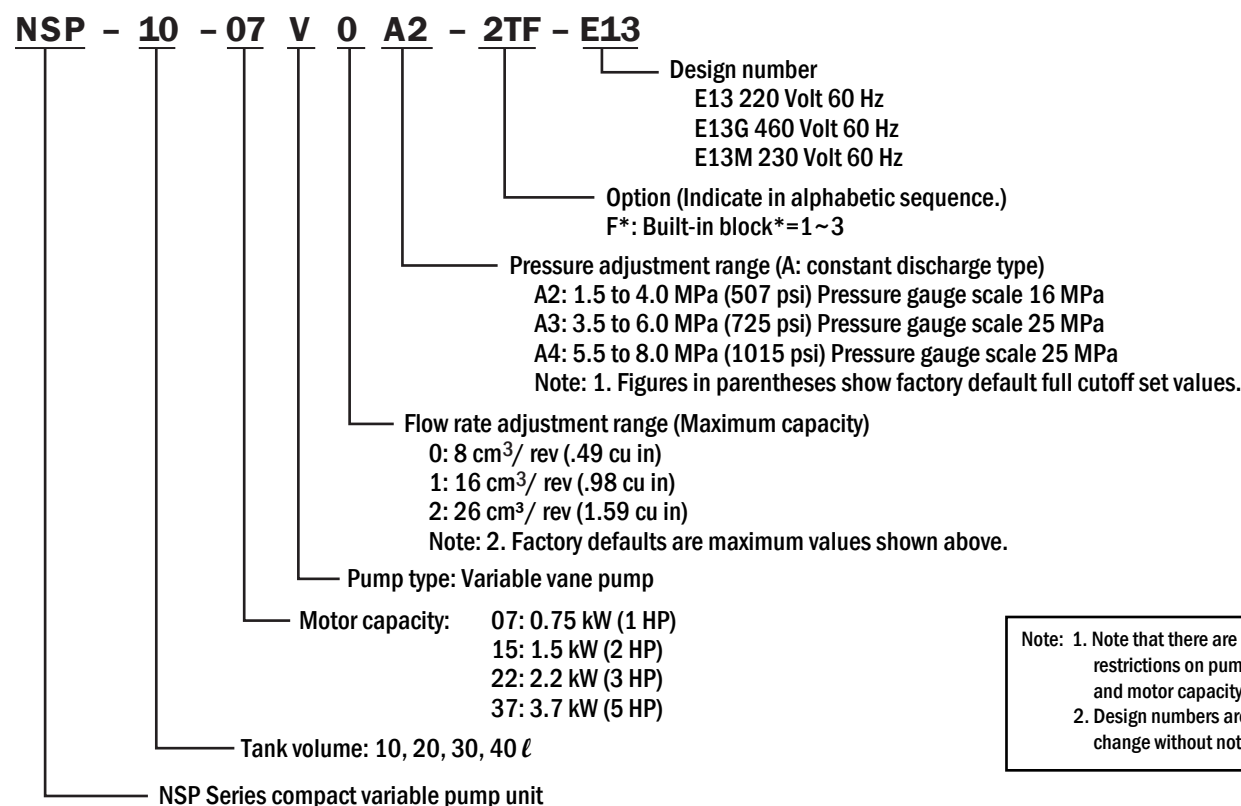 NSP – 10 – 07 V 0 A2 – 2TF – E13
Design number
E13 220 Volt 60 Hz
E13G 460 Volt 60 Hz
E13M 230 Volt 60 Hz
Option (Indicate in alphabetic sequence.)
F*: Built-in block*=1~3
Pressure adjustment range (A: constant discharge type)
A2: 1.5 to 4.0 MPa (507 psi) Pressure gauge scale 16 MPa
A3: 3.5 to 6.0 MPa (725 psi) Pressure gauge scale 25 MPa
A4: 5.5 to 8.0 MPa (1015 psi) Pressure gauge scale 25 MPa
Note: 1. Figures in parentheses show factory default full cutoff set values.
Flow rate adjustment range (Maximum capacity)
0: 8 cm³/ rev (.49 cu in)
1: 16 cm³/ rev (.98 cu in)
2: 26 cm³/ rev (1.59 cu in)
Note: 2. Factory defaults are maximum values shown above.
Pump type: Variable vane pump
Motor capacity: 07: 0.75 kW (1 HP)
15: 1.5 kW (2 HP)
22: 2.2 kW (3 HP)
37: 3.7 kW (5 HP)
Note: 1. Note that there are
restrictions on
and motor capacity
2. Design numbers
change without
Tank volume: 10, 20, 30, 40 ℓ
NSP Series compact variable pump unit